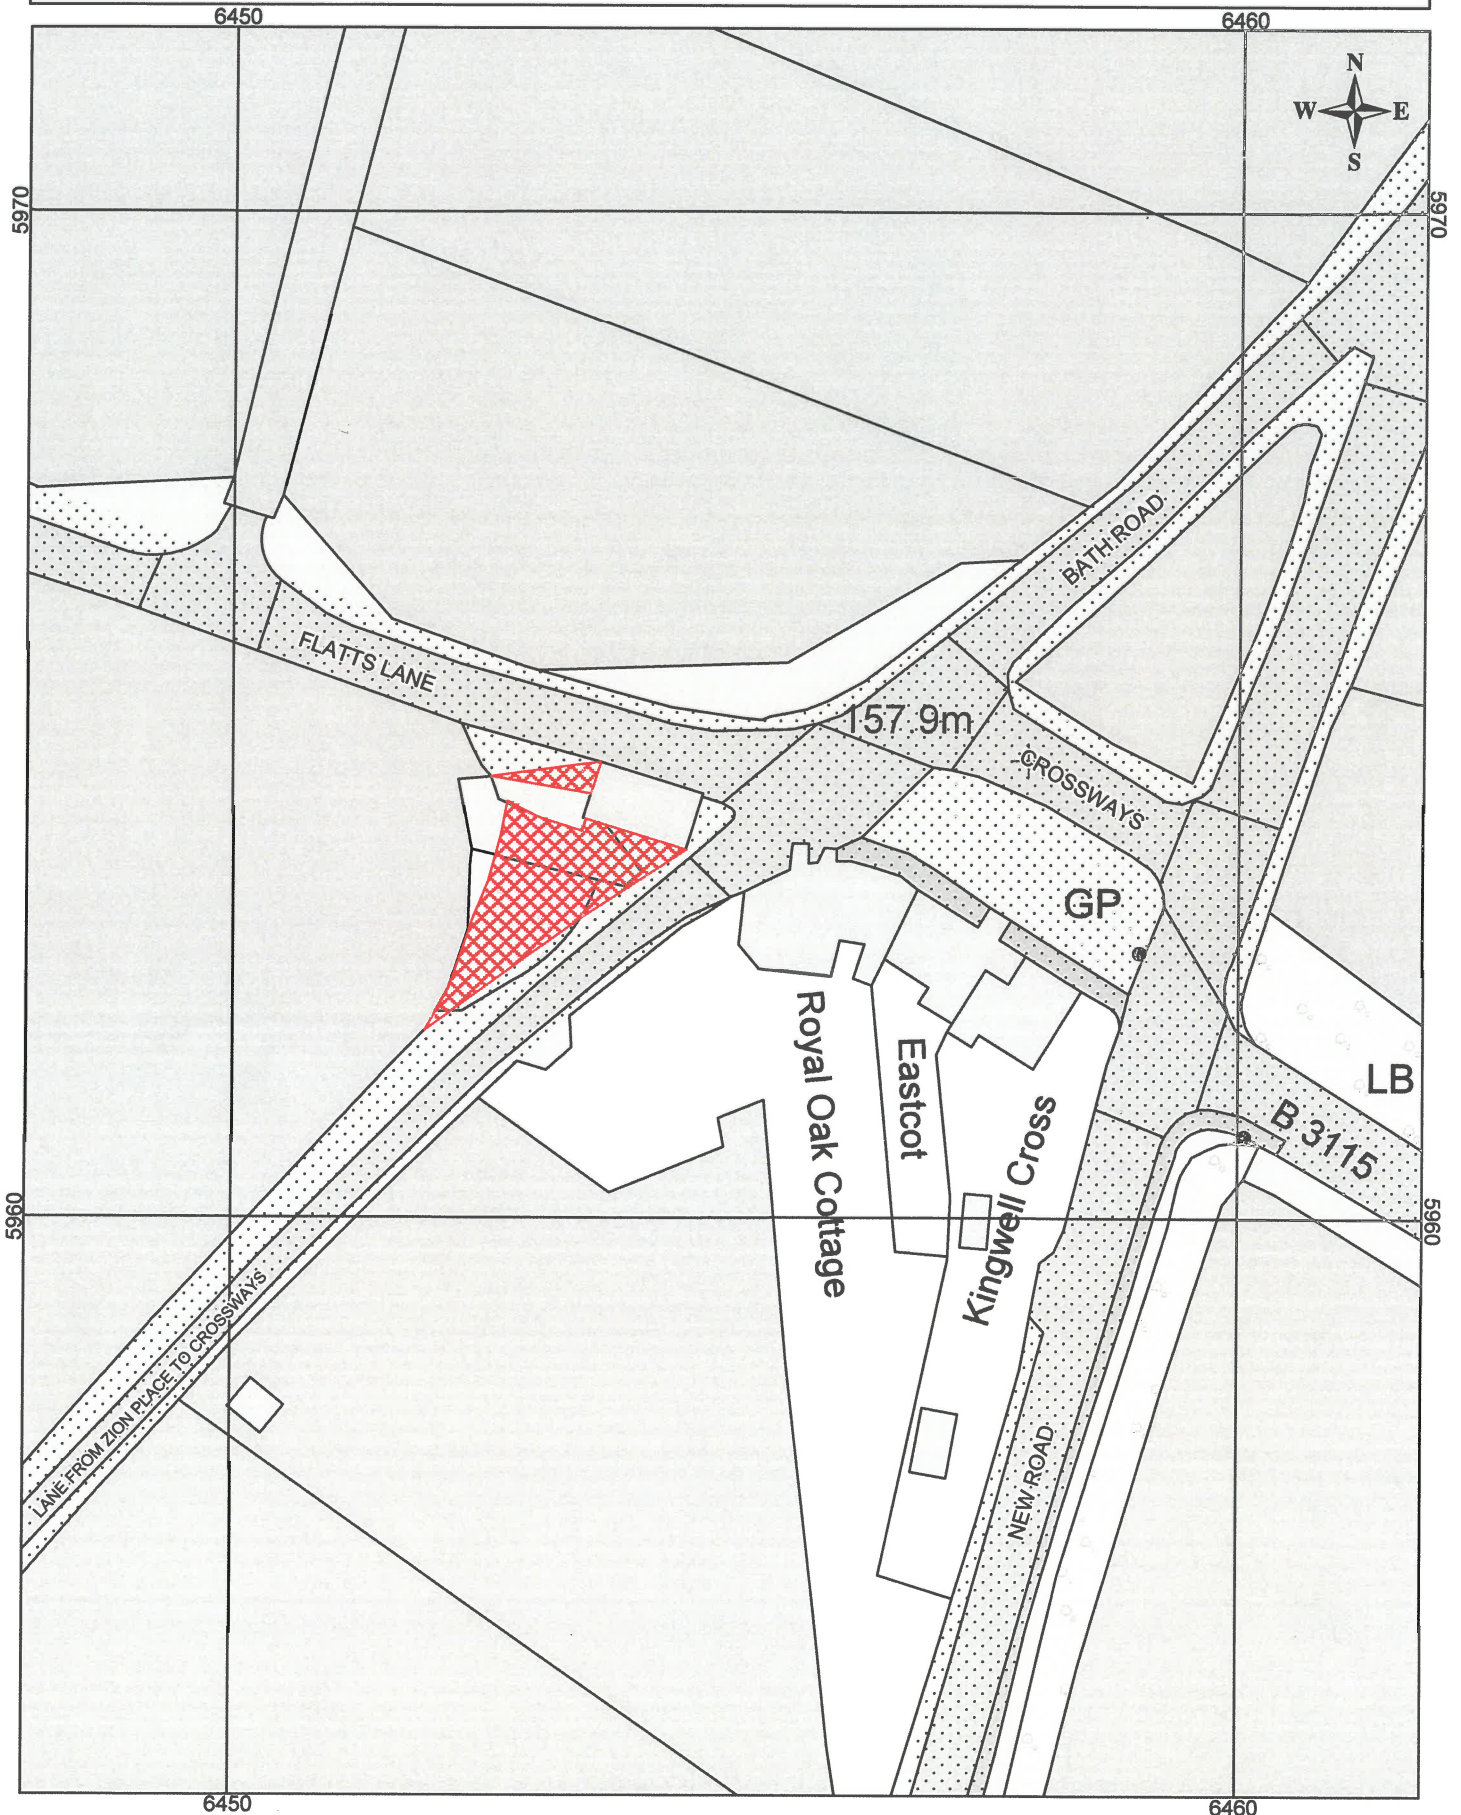 6450
6460
N
W
E
S
5970
5970
BATH ROAD
FLATTS LANE
157.9m
CROSSWAYS
GP
LB
B 3115
Royal Oak Cottage
Eastcot
Kingwell Cross
5960
5960
LANE FROM ZION PLACE TO CROSSWAYS
NEW ROAD
6450
6460